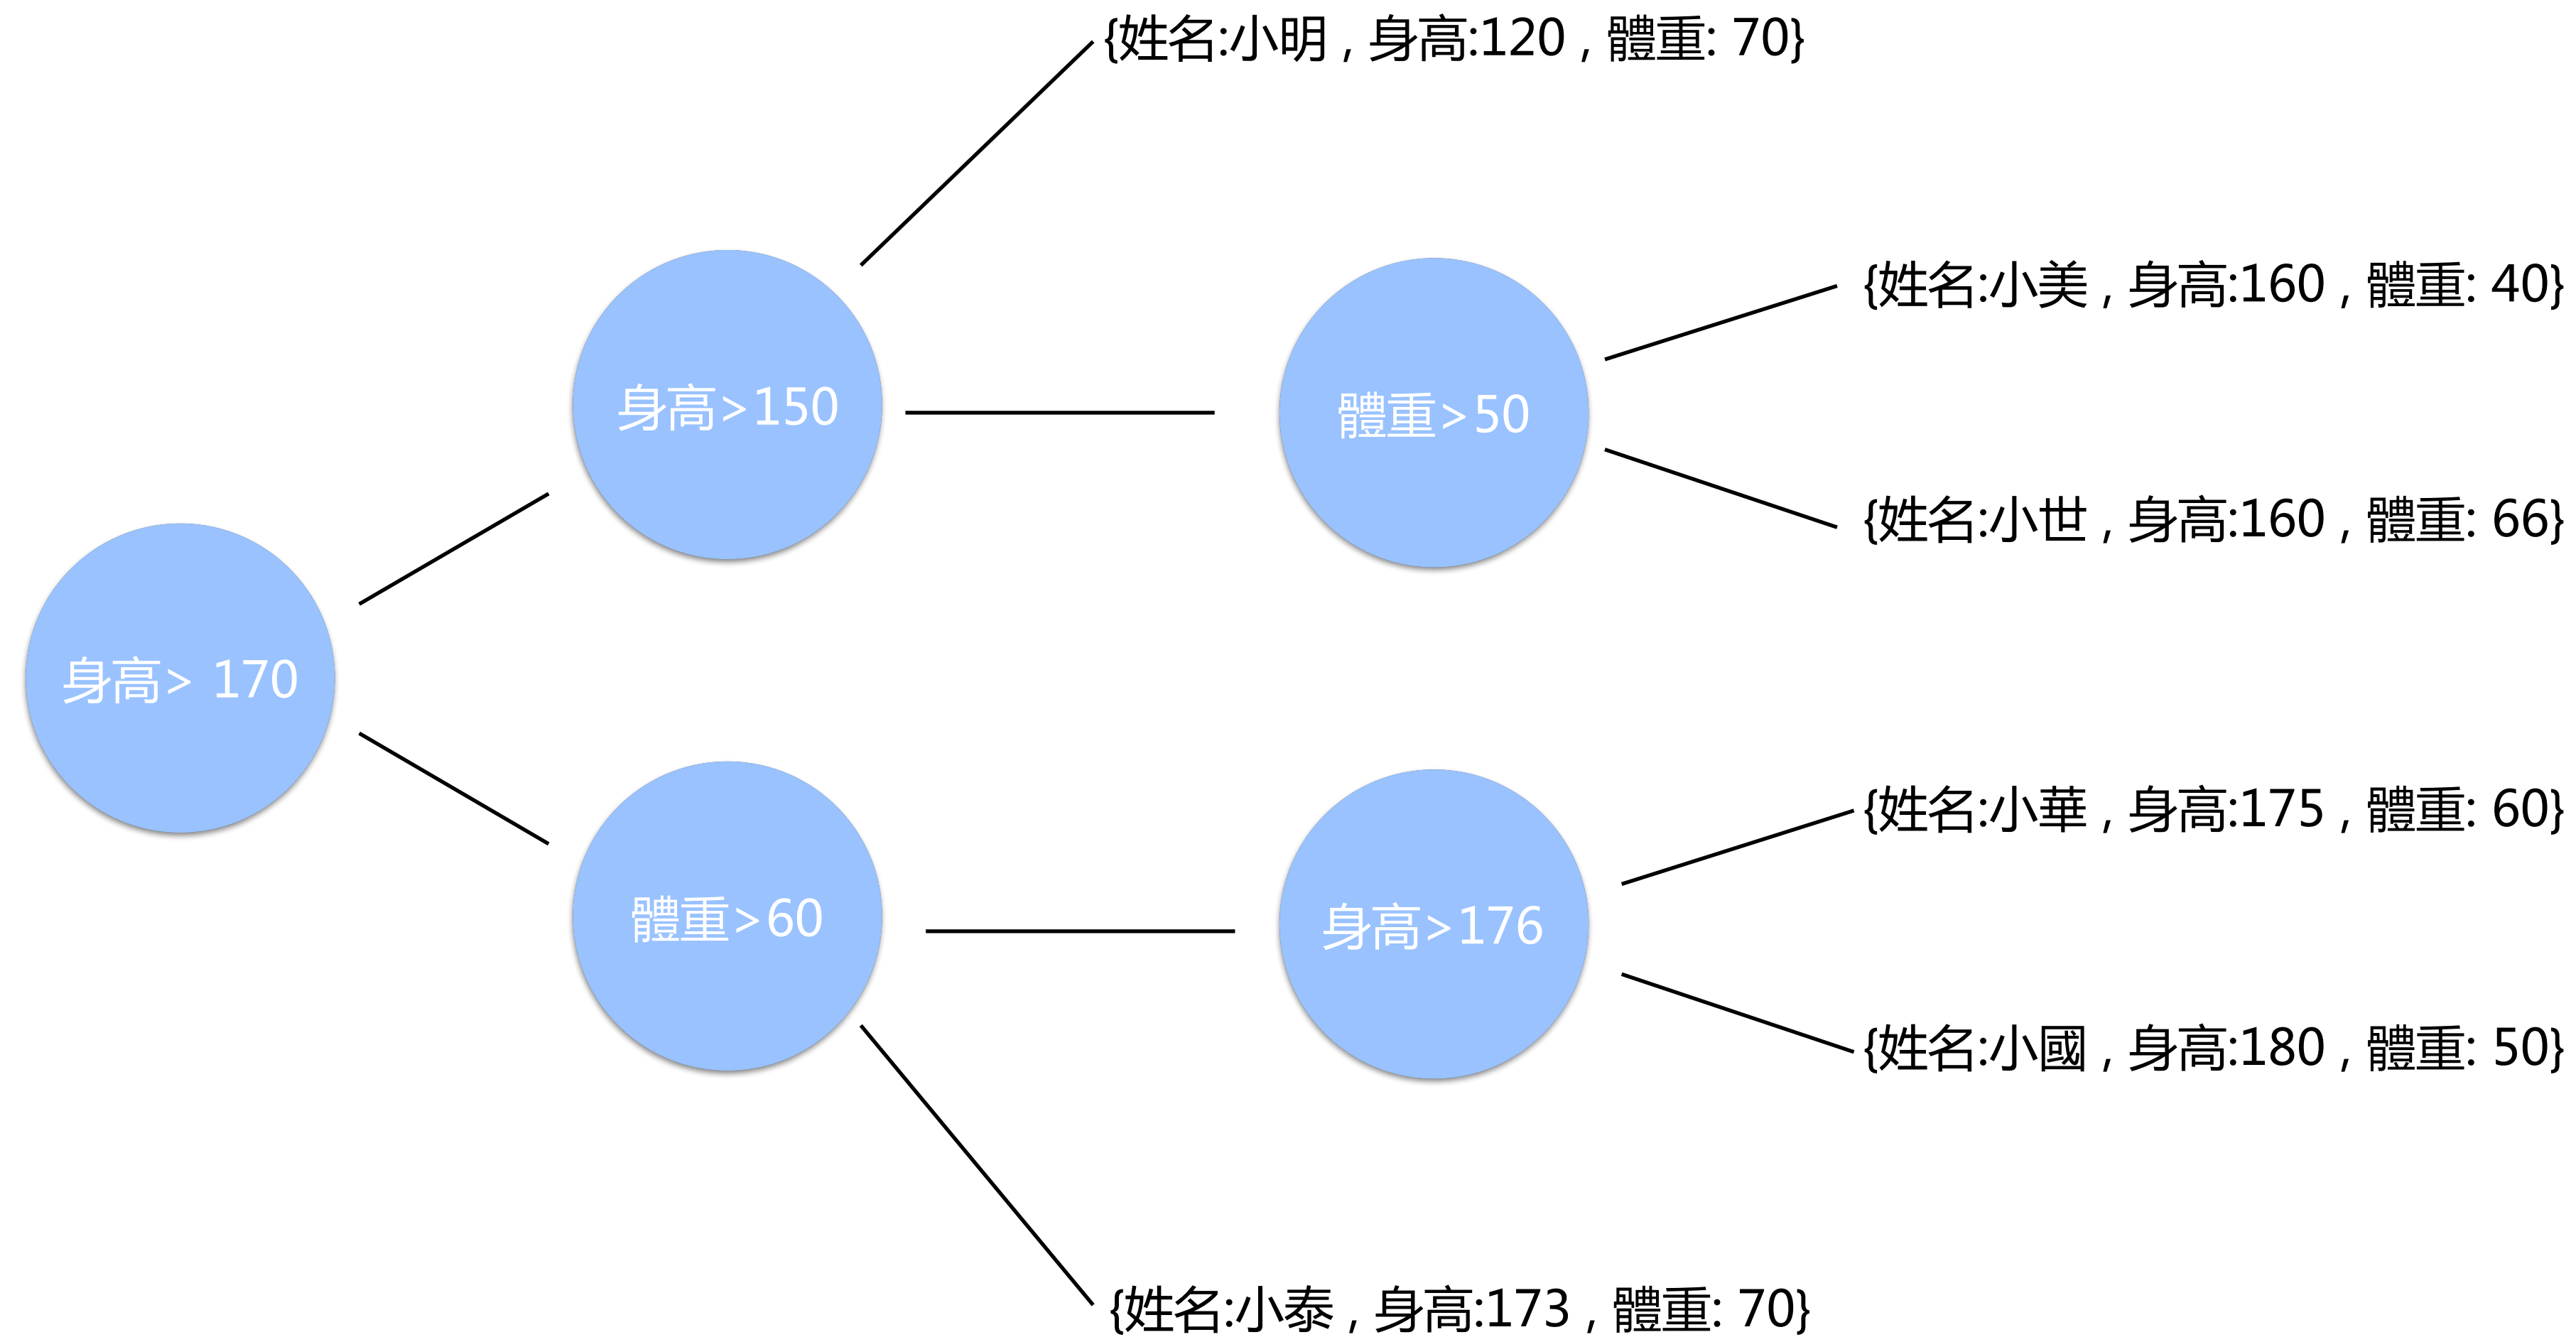 {姓名:小明 , 身高:120 , 體重: 70}
身高>150
體重>50
{姓名:小美 , 身高:160 , 體重: 40}
{姓名:小世 , 身高:160 , 體重: 66}
身高> 170
體重>60
身高>176
{姓名:小華 , 身高:175 , 體重: 60}
{姓名:小國 , 身高:180 , 體重: 50}
{姓名:小泰 , 身高:173 , 體重: 70}